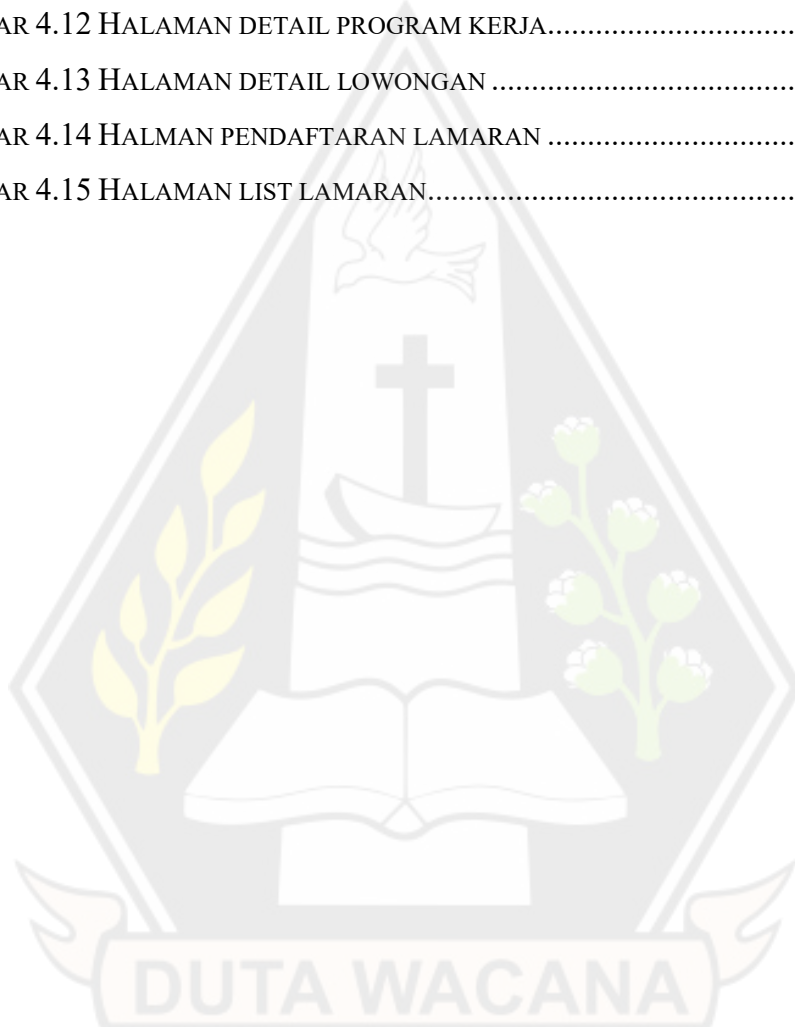 AR 4.12 HALAMAN DETAIL PROGRAM KERJA........................................
AR 4.13 HALAMAN DETAIL LOWONGAN ................................................
AR 4.14 HALMAN PENDAFTARAN LAMARAN .......................................
AR 4.15 HALAMAN LIST LAMARAN..........................................................
DUTA WACANA